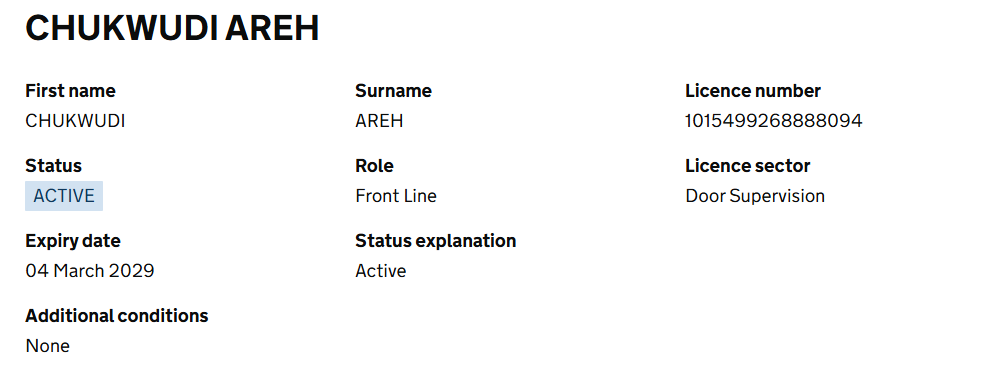 CHUKWUDI AREH
First name Surname Licence number
CHUKWUDI AREH 1015499268888094
Status Role Licence sector
ACTIVE Front Line Door Supervision
Expiry date Status explanation
04 March 2029 Active
Additional conditions
None